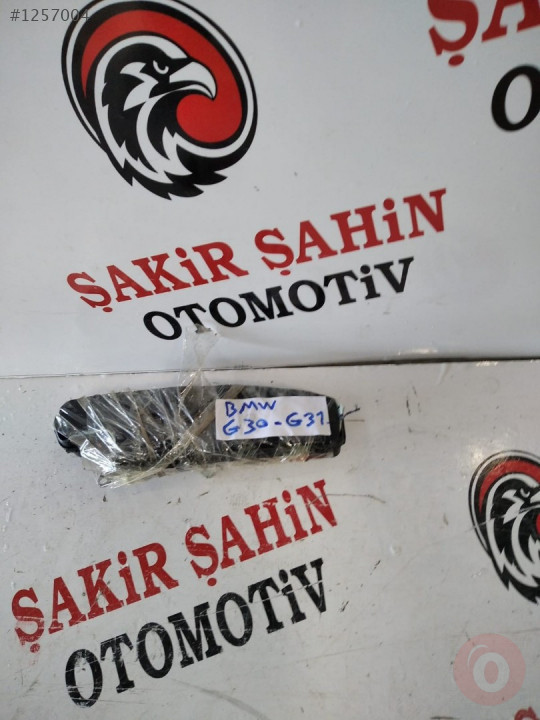 #1257004
ŞAKİR ŞAHİN
OTOMOTİV
BMW
G30-G31
ŞAKİR ŞAHİN
OTOMOTİV